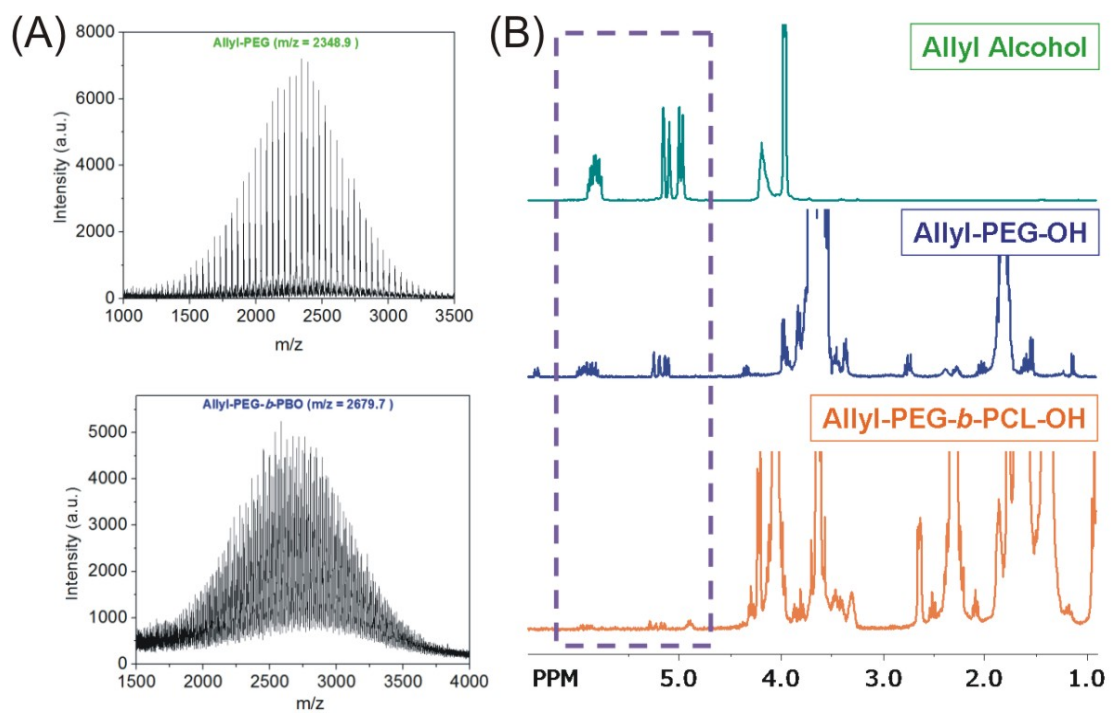 (A)
Allyl-PEG (m/z = 2348.9)
8000
6000
4000
2000
0
Intensity (a.u.)
1000 1500 2000 2500 3000 3500
m/z
Allyl-PEG-b-PBO (m/z = 2679.7 )
5000
4000
3000
2000
1000
0
Intensity (a.u.)
1500 2000 2500 3000 3500 4000
m/z
(B)
Allyl Alcohol
Allyl-PEG-OH
Allyl-PEG-b-PCL-OH
PPM 5.0 4.0 3.0 2.0 1.0